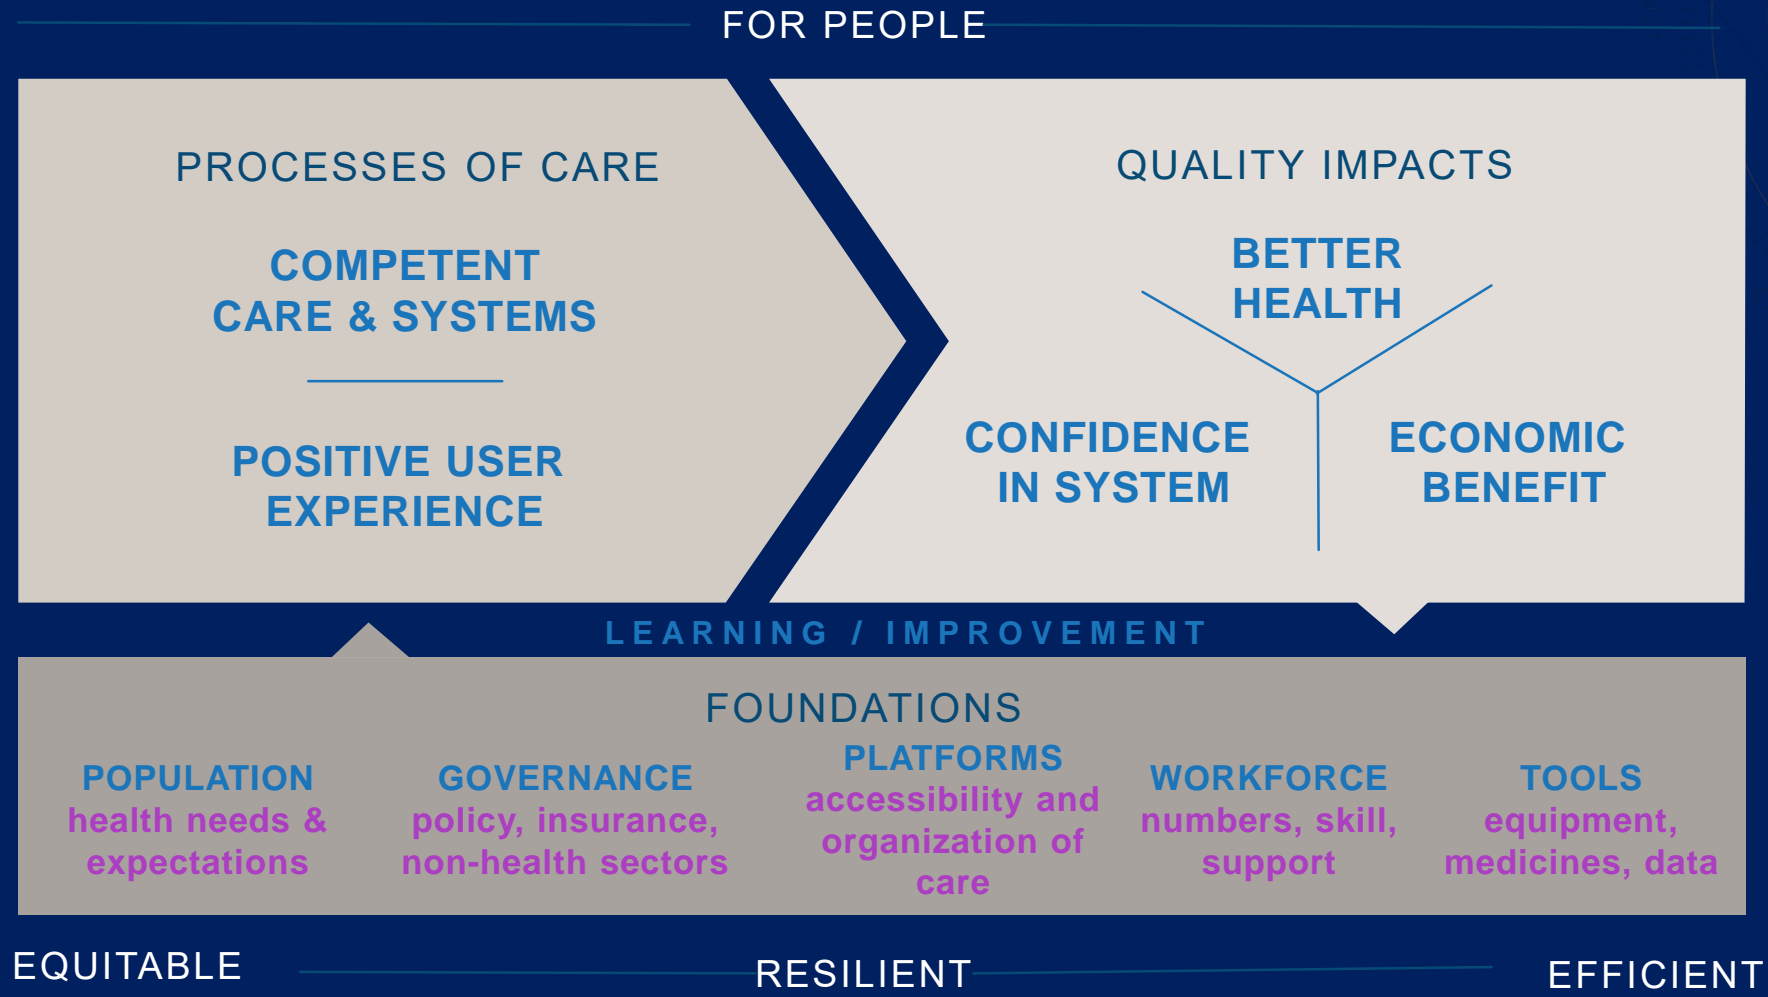 FOR PEOPLE
PROCESSES OF CARE
COMPETENT
CARE & SYSTEMS
POSITIVE USER
EXPERIENCE
QUALITY IMPACTS
BETTER
HEALTH
CONFIDENCE
IN SYSTEM
ECONOMIC
BENEFIT
LEARNING / IMPROVEMENT
FOUNDATIONS
POPULATION
health needs &
expectations
GOVERNANCE
policy, insurance,
non-health sectors
PLATFORMS
accessibility and
organization of
care
WORKFORCE
numbers, skill,
support
TOOLS
equipment,
medicines, data
EQUITABLE
RESILIENT
EFFICIENT